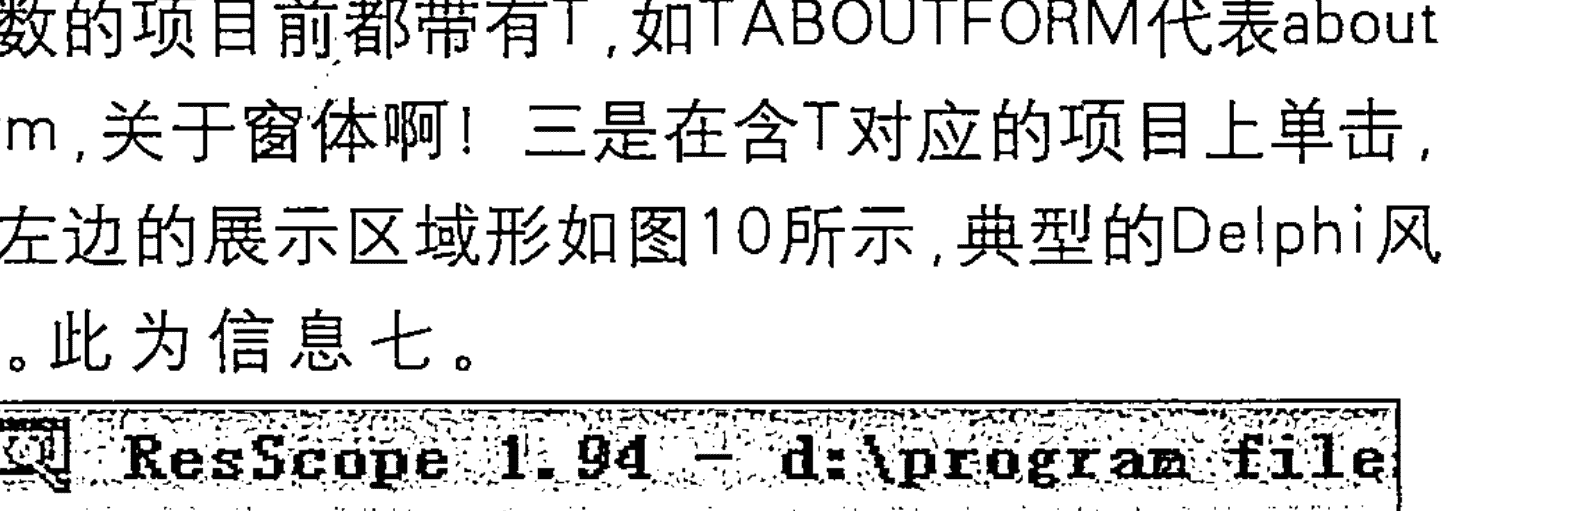 数的项目前都带有T,如TABOUTFORM代表about
m,关于窗体啊! 三是在含T对应的项目上单击,
左边的展示区域形如图10所示,典型的Delphi风
。此为信息七。
ResScope 1.94 - d:\program file